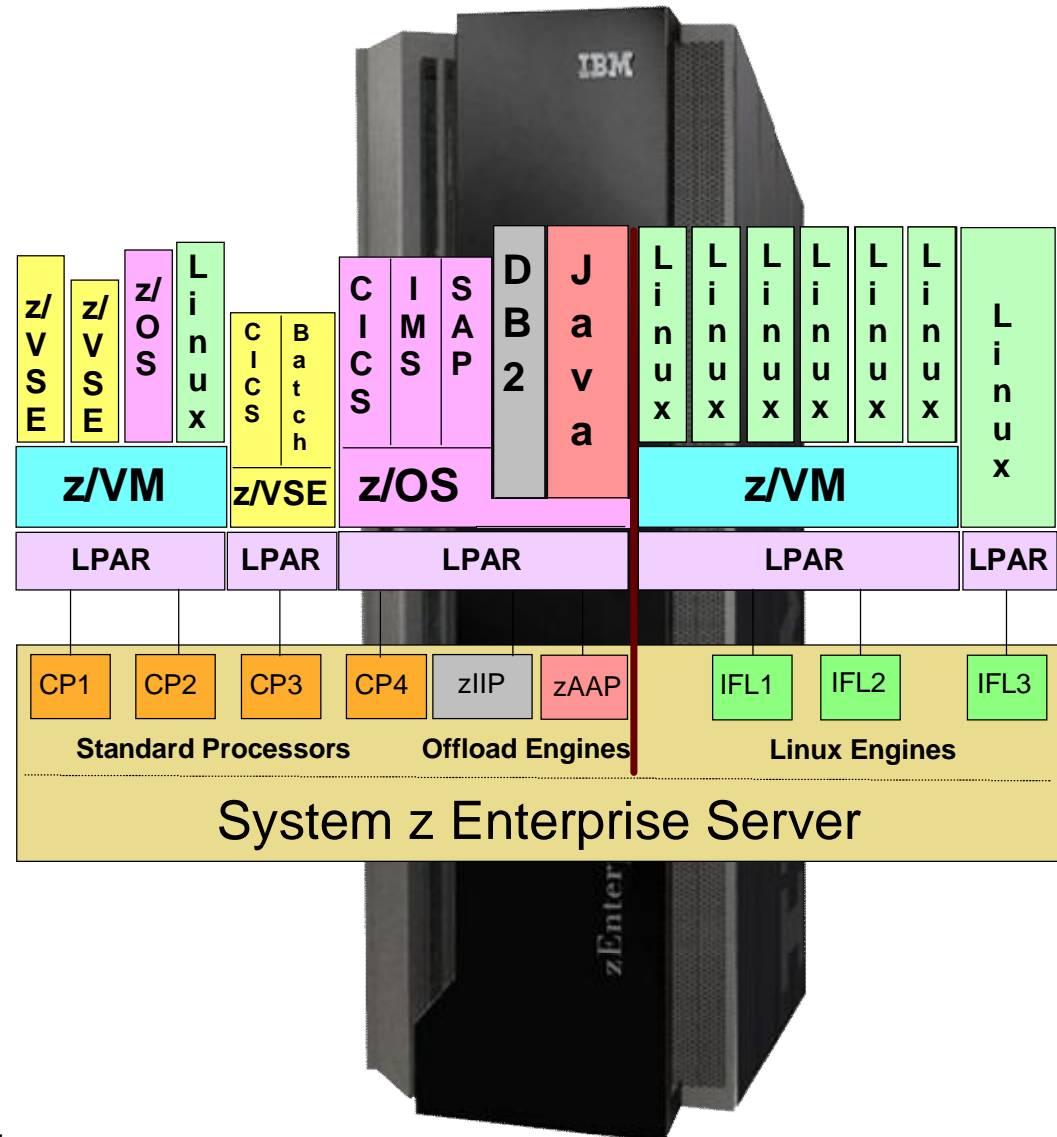 IBM
z/VSE
z/VSE
z/OS
Linux
CICS
Batch
CICS
IMS
SAP
DB2
Java
Linux
Linux
Linux
Linux
Linux
Linux
Linux
z/VM
z/VSE
z/OS
z/VM
LPAR
LPAR
LPAR
LPAR
LPAR
CP1
CP2
CP3
CP4
zIIP
zAAP
IFL1
IFL2
IFL3
Standard Processors
Offload Engines
Linux Engines
System z Enterprise Server
zEnter